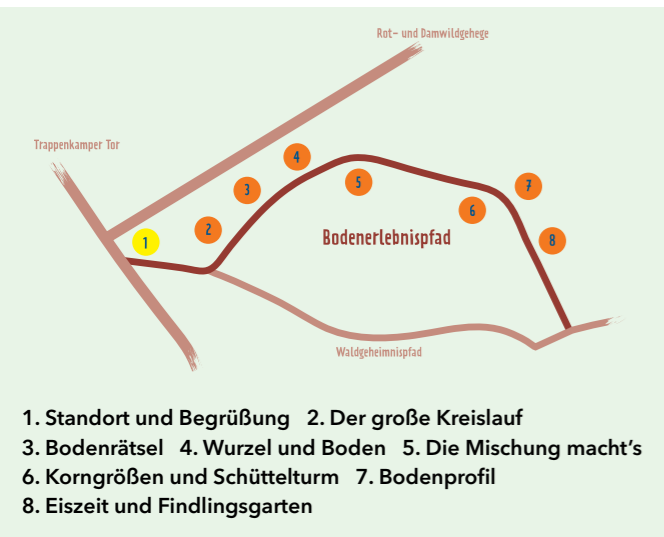 Rot- und Damwildgehege
Trappenkamper Tor
4
3
5
7
2
6
1
Bodenerlebnispfad
8
Waldgeheimnispfad
1. Standort und Begrüßung 2. Der große Kreislauf
3. Bodenrätsel 4. Wurzel und Boden 5. Die Mischung macht's
6. Korngrößen und Schüttelturm 7. Bodenprofil
8. Eiszeit und Findlingsgarten